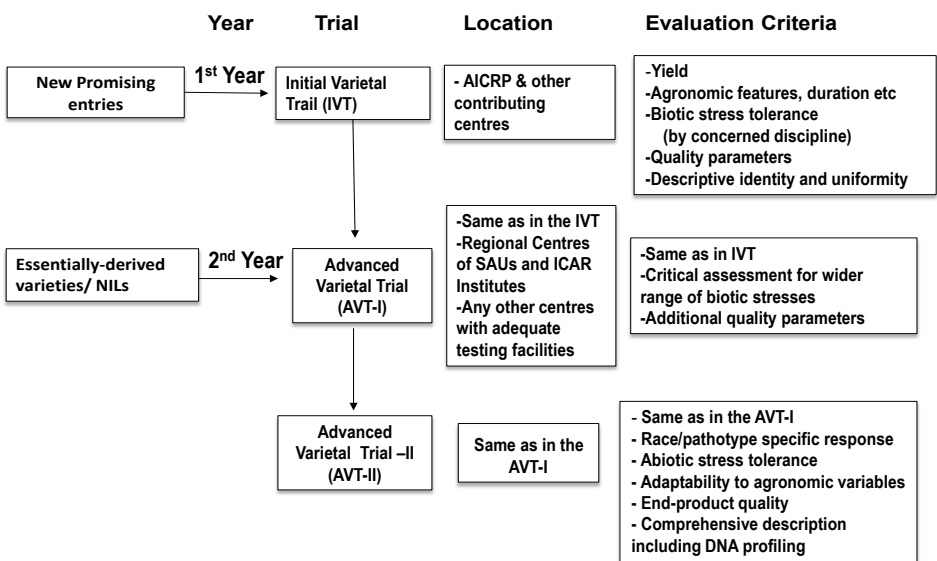 Year Trial Location Evaluation Criteria
New Promising
entries
1st Year
Initial Varietal
Trail (IVT)
- AICRP & other
contributing
centres
-Yield
-Agronomic features, duration etc
-Biotic stress tolerance
(by concerned discipline)
-Quality parameters
-Descriptive identity and uniformity
Essentially-derived
varieties/ NILs
2nd Year
Advanced
Varietal Trial
(AVT-I)
-Same as in the IVT
-Regional Centres
of SAUs and ICAR
Institutes
-Any other centres
with adequate
testing facilities
-Same as in IVT
-Critical assessment for wider
range of biotic stresses
-Additional quality parameters
Advanced
Varietal Trial –II
(AVT-II)
Same as in the
AVT-I
- Same as in the AVT-I
- Race/pathotype specific response
- Abiotic stress tolerance
- Adaptability to agronomic variables
- End-product quality
- Comprehensive description
including DNA profiling